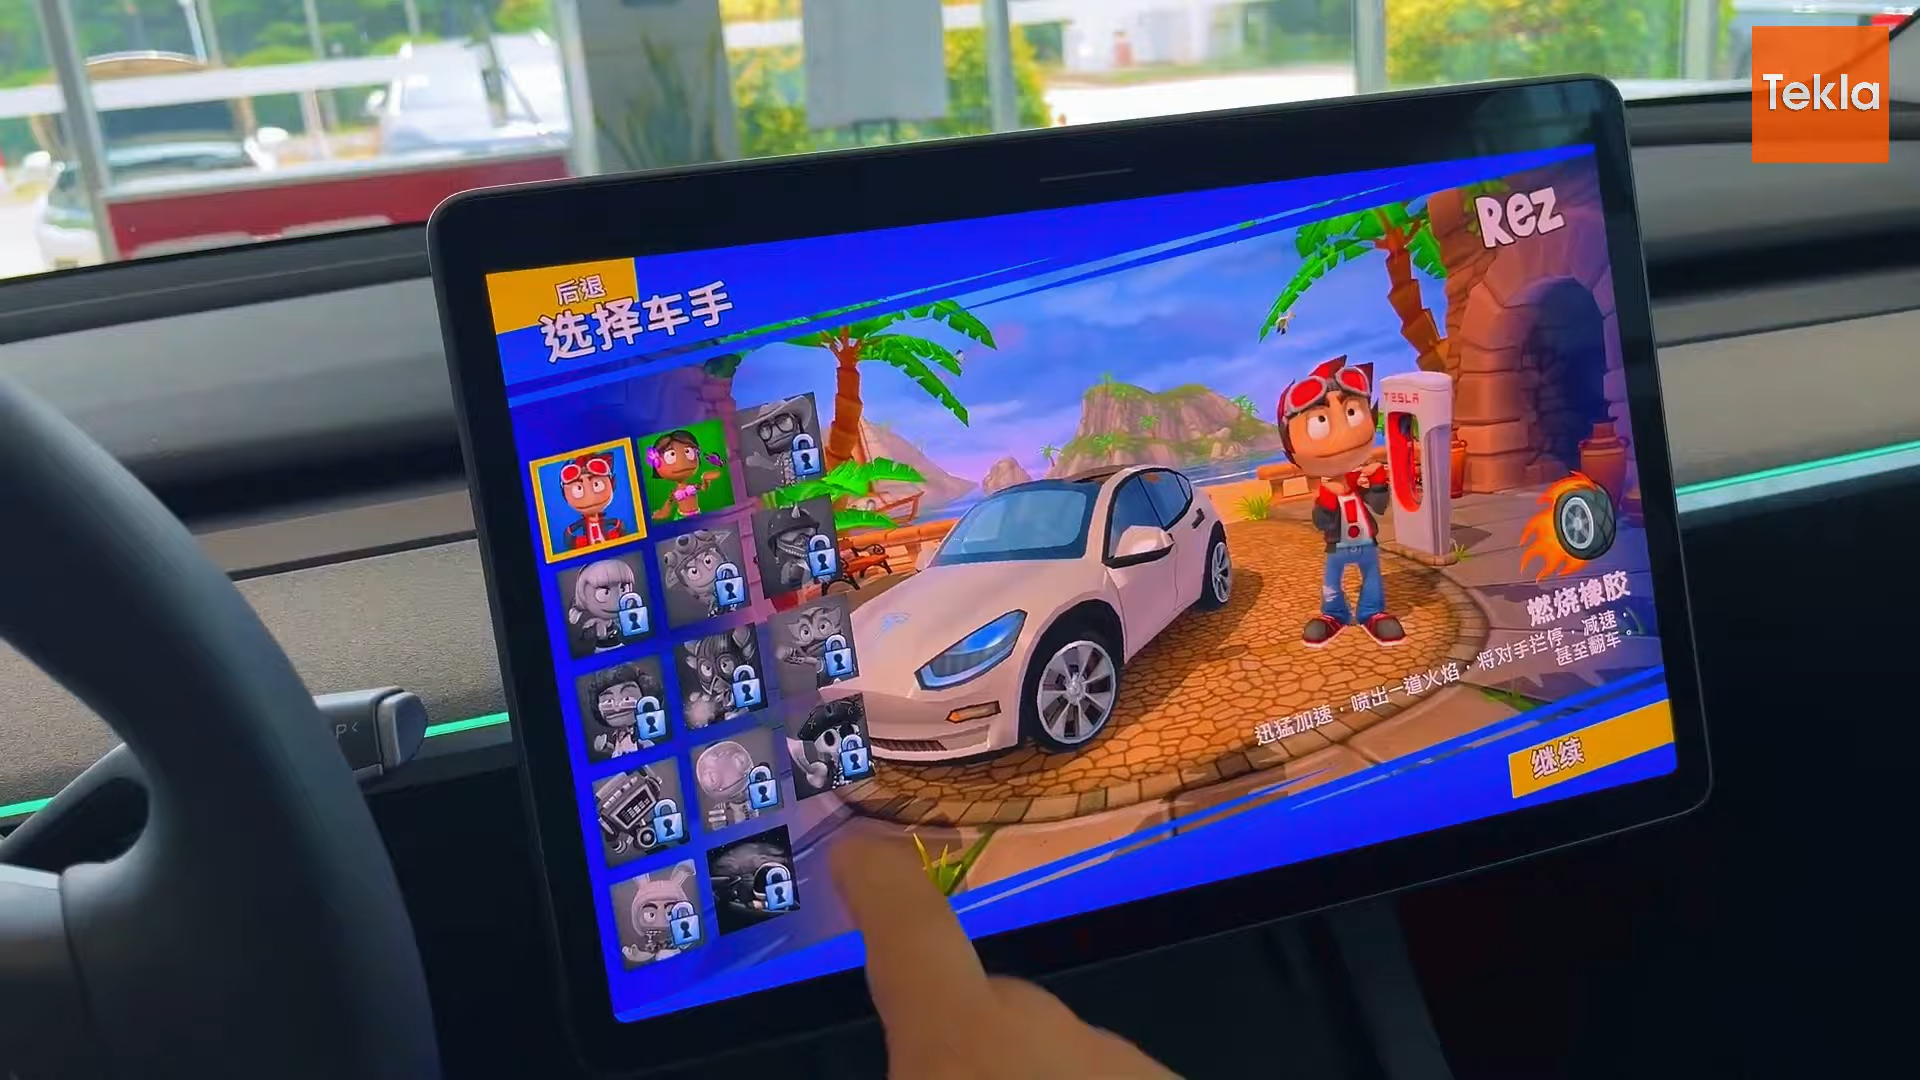 Tekla
后退
选择车手
Rez
TESLA
燃烧橡胶
迅猛加速，喷出一道火焰，将对手拦停，减速，
甚至翻车。
继续
P<